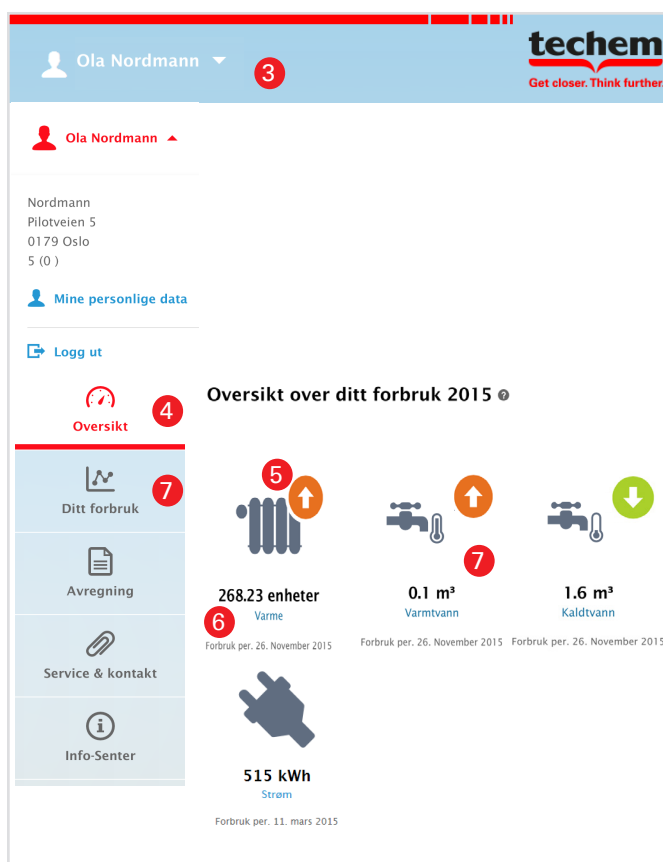 Ola Nordmann
3
techem
Get closer. Think further.
Ola Nordmann
Nordmann
Pilotveien 5
0179 Oslo
5 (0 )
Mine personlige data
Logg ut
Oversikt
4
Ditt forbruk
7
Avregning
Service & kontakt
Info-Senter
Oversikt over ditt forbruk 2015 ?
5
268.23 enheter
Varme
6
Forbruk per. 26. November 2015
7
0.1 m³
Varmtvann
Forbruk per. 26. November 2015
1.6 m³
Kaldtvann
Forbruk per. 26. November 2015
515 kWh
Strøm
Forbruk per. 11. mars 2015